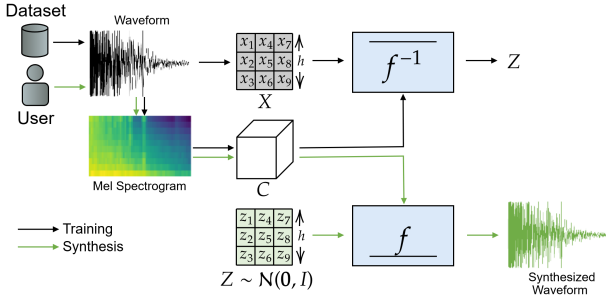 Dataset
Waveform
User
x₁ x₄ x₇
x₂ x₅ x₈
x₃ x₆ x₉
h
X
f⁻¹
Z
Mel Spectrogram
C
Training
Synthesis
z₁ z₄ z₇
z₂ z₅ z₈
z₃ z₆ z₉
h
Z ∼ N(0, I)
f
Synthesized
Waveform